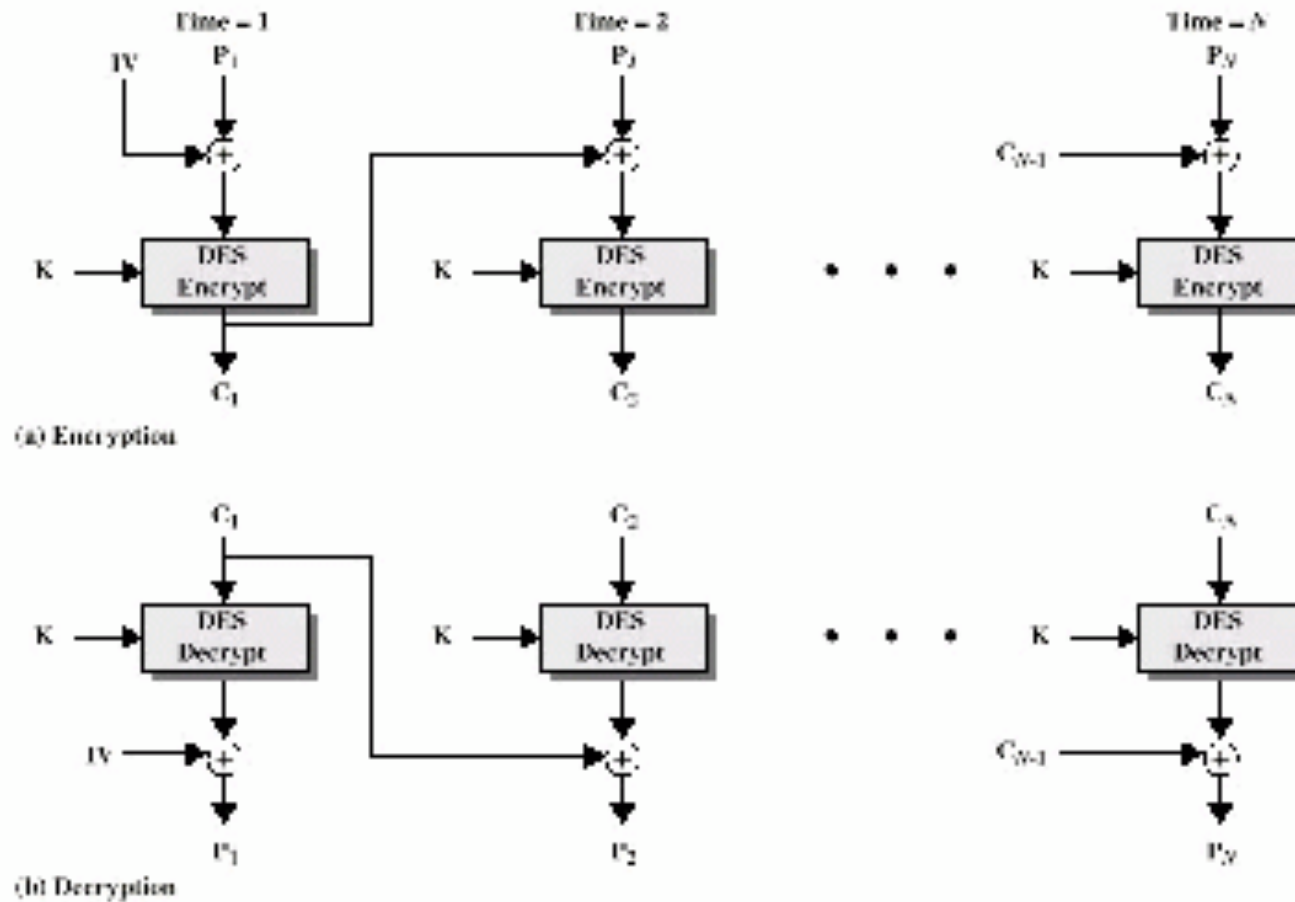 Time = 1 Time = 2 Time = N
IV P1 P2 PN
CN-1
K DES Encrypt K DES Encrypt • • • K DES Encrypt
C1 C2 CN
(a) Encryption
C1 C2 CN
K DES Decrypt K DES Decrypt • • • K DES Decrypt
IV CN-1
P1 P2 PN
(b) Decryption